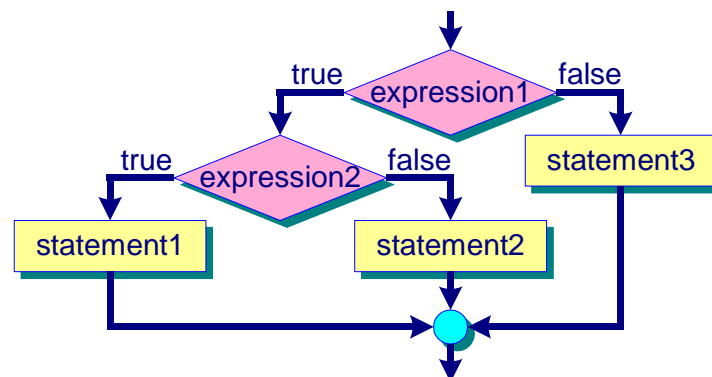 true
false
expression1
true
false
statement3
expression2
statement1
statement2